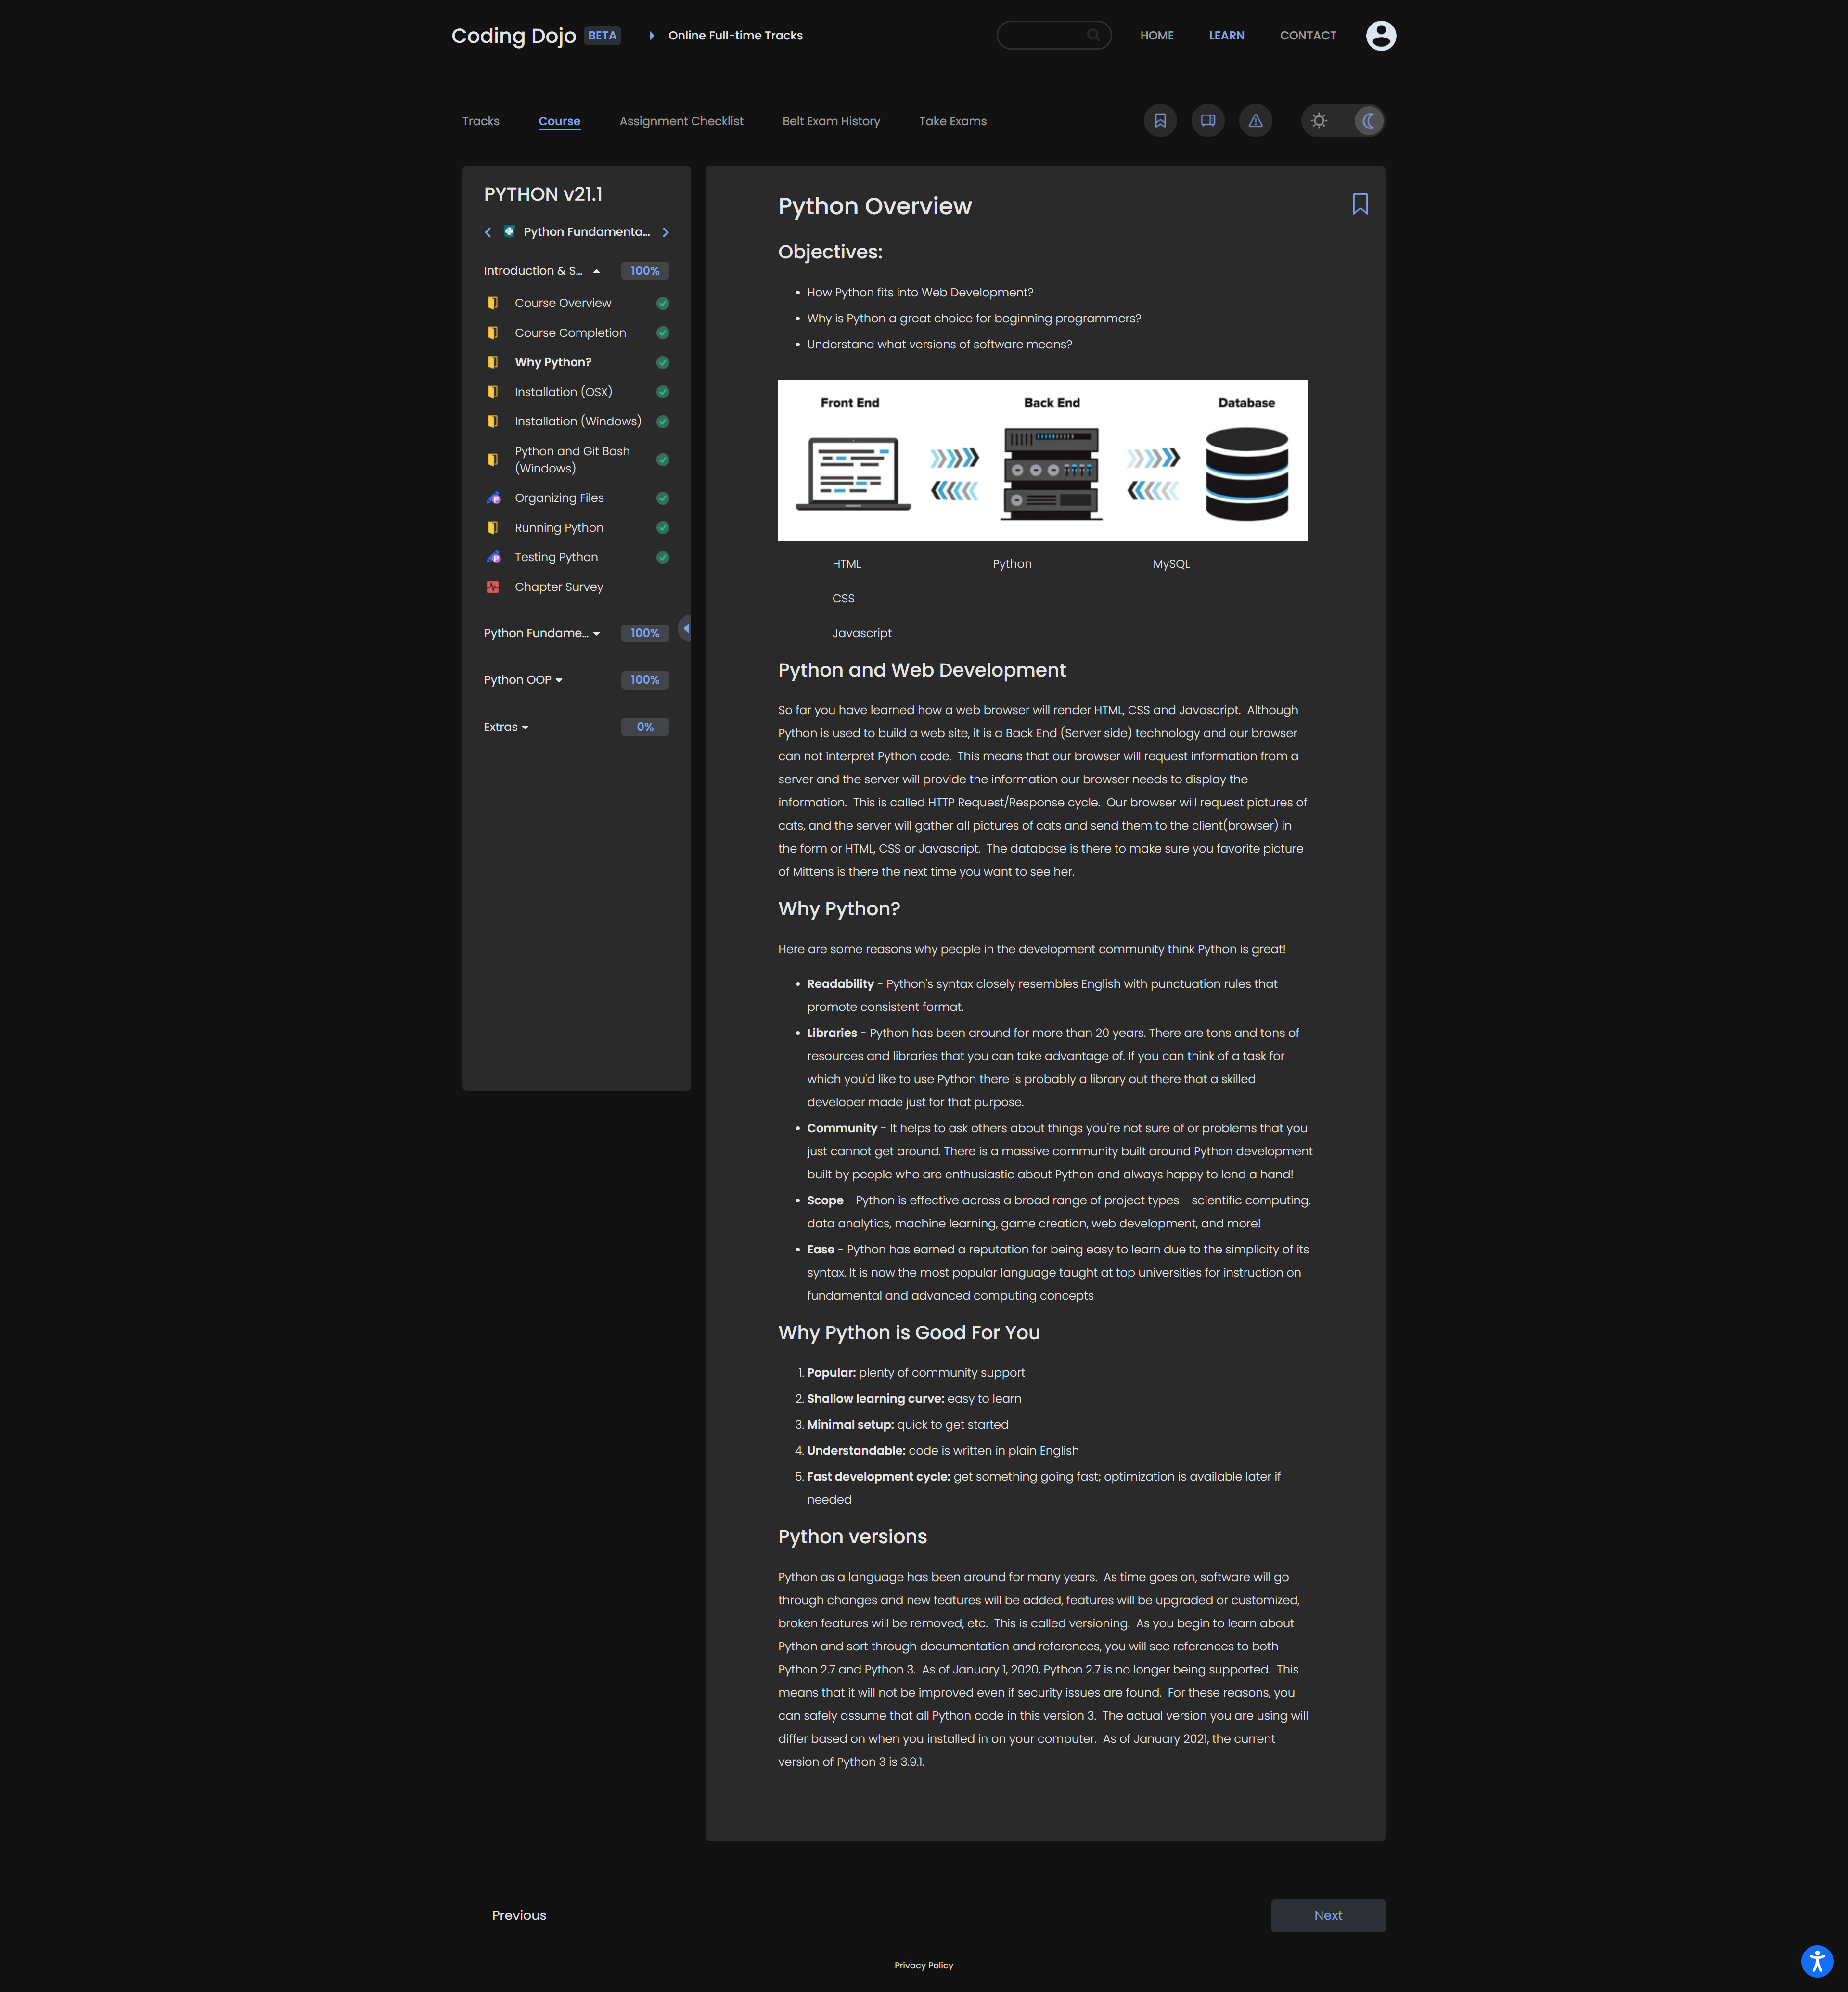 Coding Dojo BETA Online Full-time Tracks HOME LEARN CONTACT
Tracks Course Assignment Checklist Belt Exam History Take Exams
PYTHON v21.1
Python Fundamenta...
Introduction & S... 100%
Course Overview
Course Completion
Why Python?
Installation (OSX)
Installation (Windows)
Python and Git Bash
(Windows)
Organizing Files
Running Python
Testing Python
Chapter Survey
Python Fundame... 100%
Python OOP 100%
Extras 0%
Python Overview
Objectives:
• How Python fits into Web Development?
• Why is Python a great choice for beginning programmers?
• Understand what versions of software means?
Front End Back End Database
HTML Python MySQL
CSS
Javascript
Python and Web Development
So far you have learned how a web browser will render HTML, CSS and Javascript.  Although
Python is used to build a web site, it is a Back End (Server side) technology and our browser
can not interpret Python code.  This means that our browser will request information from a
server and the server will provide the information our browser needs to display the
information.  This is called HTTP Request/Response cycle.  Our browser will request pictures of
cats, and the server will gather all pictures of cats and send them to the client(browser) in
the form or HTML, CSS or Javascript.  The database is there to make sure you favorite picture
of Mittens is there the next time you want to see her.
Why Python?
Here are some reasons why people in the development community think Python is great!
• Readability - Python's syntax closely resembles English with punctuation rules that
promote consistent format.
• Libraries - Python has been around for more than 20 years. There are tons and tons of
resources and libraries that you can take advantage of. If you can think of a task for
which you'd like to use Python there is probably a library out there that a skilled
developer made just for that purpose.
• Community - It helps to ask others about things you're not sure of or problems that you
just cannot get around. There is a massive community built around Python development
built by people who are enthusiastic about Python and always happy to lend a hand!
• Scope - Python is effective across a broad range of project types - scientific computing,
data analytics, machine learning, game creation, web development, and more!
• Ease - Python has earned a reputation for being easy to learn due to the simplicity of its
syntax. It is now the most popular language taught at top universities for instruction on
fundamental and advanced computing concepts
Why Python is Good For You
1. Popular: plenty of community support
2. Shallow learning curve: easy to learn
3. Minimal setup: quick to get started
4. Understandable: code is written in plain English
5. Fast development cycle: get something going fast; optimization is available later if
needed
Python versions
Python as a language has been around for many years.  As time goes on, software will go
through changes and new features will be added, features will be upgraded or customized,
broken features will be removed, etc.  This is called versioning.  As you begin to learn about
Python and sort through documentation and references, you will see references to both
Python 2.7 and Python 3.  As of January 1, 2020, Python 2.7 is no longer being supported.  This
means that it will not be improved even if security issues are found.  For these reasons, you
can safely assume that all Python code in this version 3.  The actual version you are using will
differ based on when you installed in on your computer.  As of January 2021, the current
version of Python 3 is 3.9.1.
Previous Next
Privacy Policy